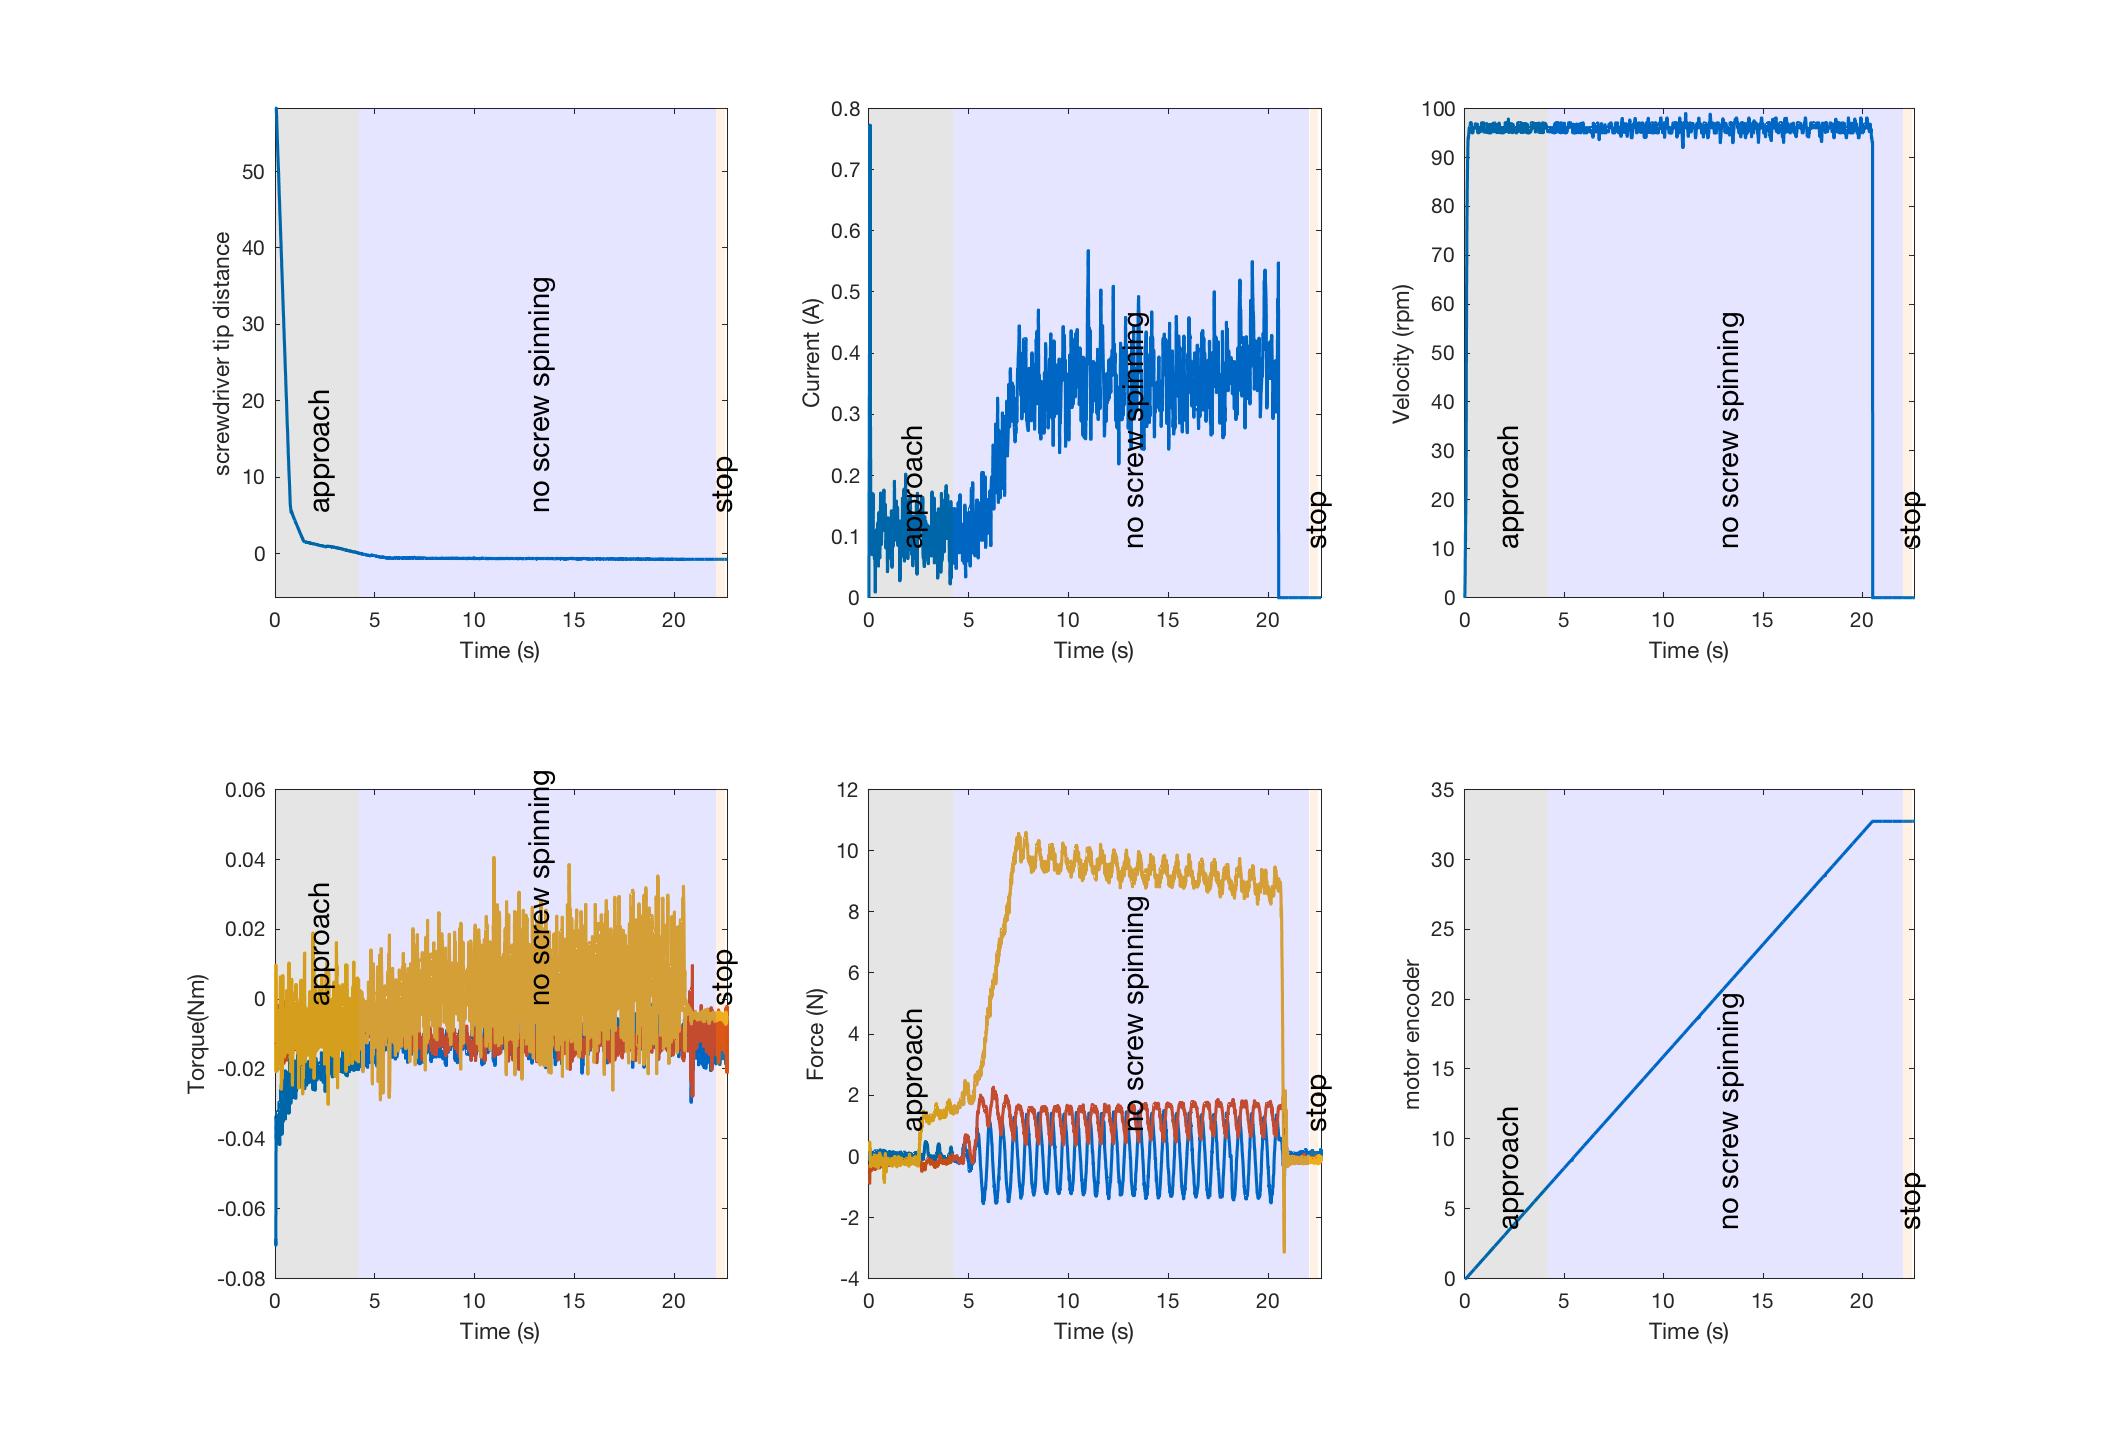 screwdriver tip distance
50
40
30
20
10
0
approach
no screw spinning
stop
0 5 10 15 20
Time (s)
Current (A)
0.8
0.7
0.6
0.5
0.4
0.3
0.2
0.1
0
approach
no screw spinning
stop
0 5 10 15 20
Time (s)
Velocity (rpm)
100
90
80
70
60
50
40
30
20
10
0
approach
no screw spinning
stop
0 5 10 15 20
Time (s)
Torque(Nm)
0.06
0.04
0.02
0
-0.02
-0.04
-0.06
-0.08
approach
no screw spinning
stop
0 5 10 15 20
Time (s)
Force (N)
12
10
8
6
4
2
0
-2
-4
approach
no screw spinning
stop
0 5 10 15 20
Time (s)
motor encoder
35
30
25
20
15
10
5
0
approach
no screw spinning
stop
0 5 10 15 20
Time (s)